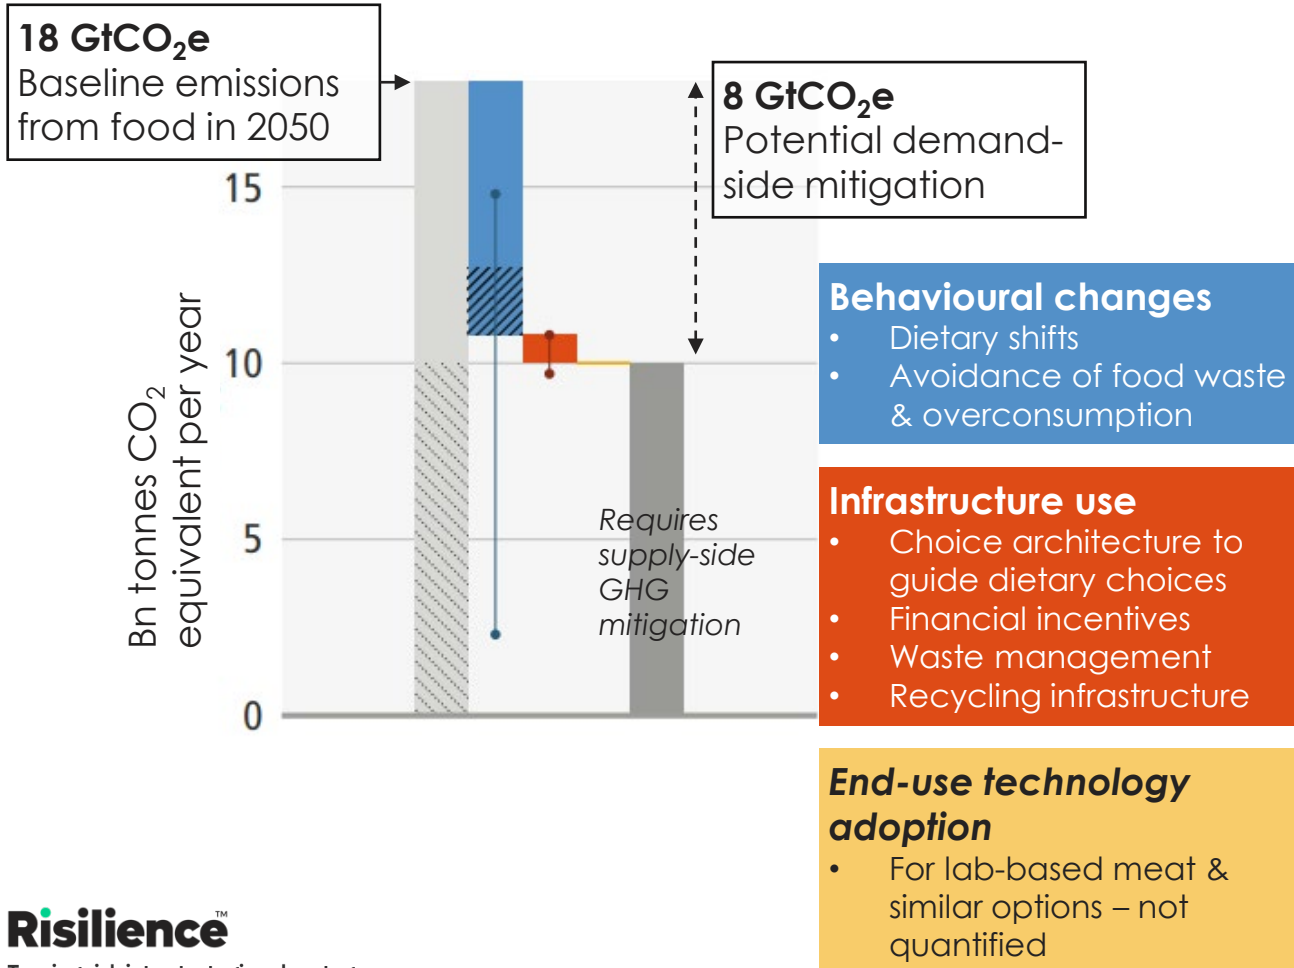 18 GtCO₂e
Baseline emissions
from food in 2050
8 GtCO₂e
Potential demand-
side mitigation
15
10
5
0
Bn tonnes CO₂
equivalent per year
Requires
supply-side
GHG
mitigation
Behavioural changes
• Dietary shifts
• Avoidance of food waste
& overconsumption
Infrastructure use
• Choice architecture to
guide dietary choices
• Financial incentives
• Waste management
• Recycling infrastructure
End-use technology
adoption
• For lab-based meat &
similar options – not
quantified
Risilience™